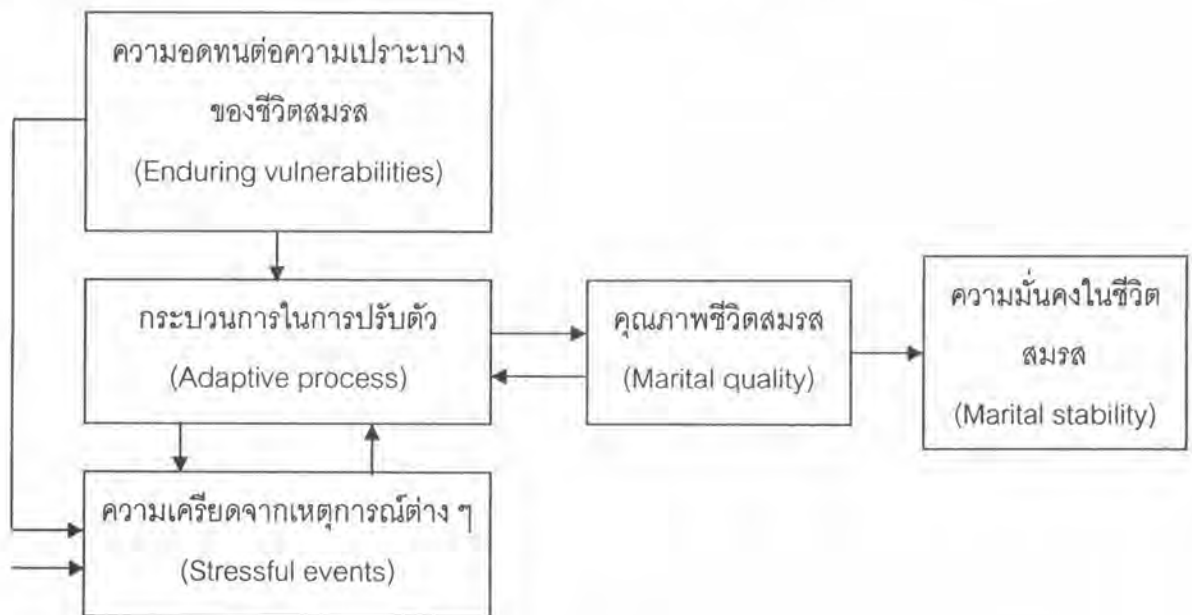 ความอดทนต่อความเปราะบาง
ของชีวิตสมรส
(Enduring vulnerabilities)
กระบวนการในการปรับตัว
(Adaptive process)
คุณภาพชีวิตสมรส
(Marital quality)
ความมั่นคงในชีวิต
สมรส
(Marital stability)
ความเครียดจากเหตุการณ์ต่าง ๆ
(Stressful events)